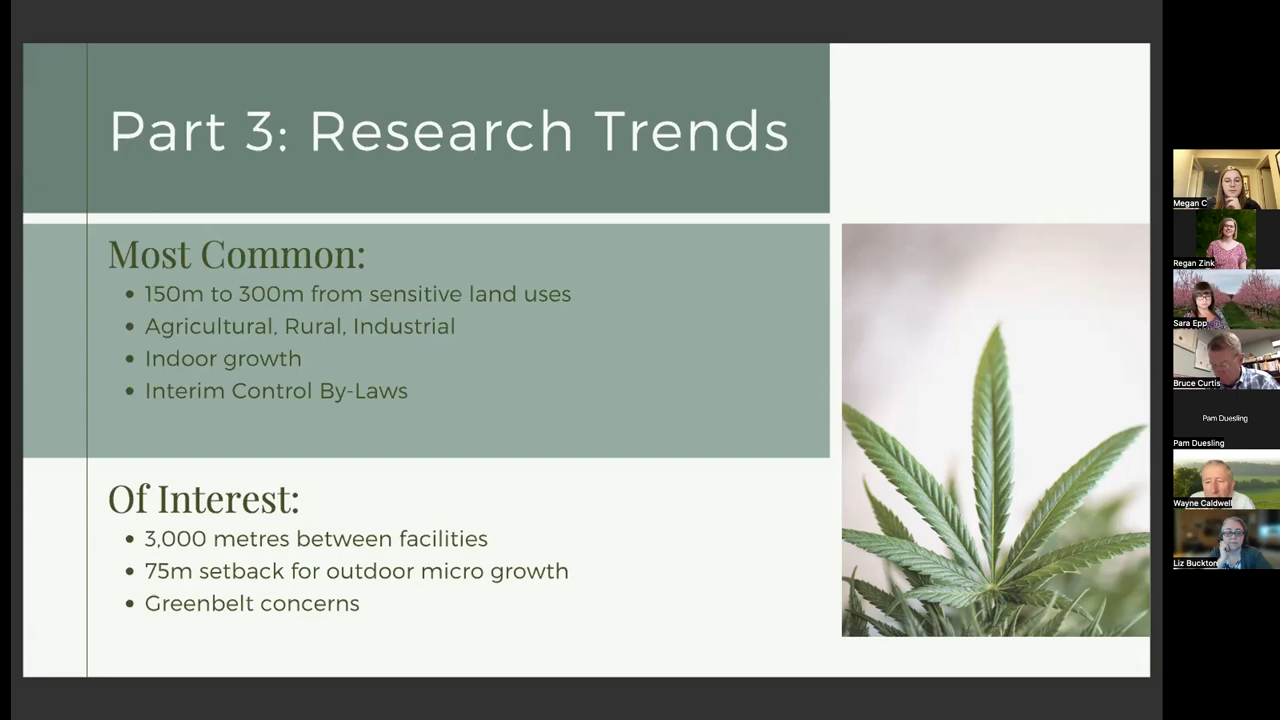 Part 3: Research Trends
Most Common:
• 150m to 300m from sensitive land uses
• Agricultural, Rural, Industrial
• Indoor growth
• Interim Control By-Laws
Of Interest:
• 3,000 metres between facilities
• 75m setback for outdoor micro growth
• Greenbelt concerns
Megan C
Regan Zink
Sara Epp
Bruce Curtis
Pam Duesling
Pam Duesling
Wayne Caldwell
Liz Buckton